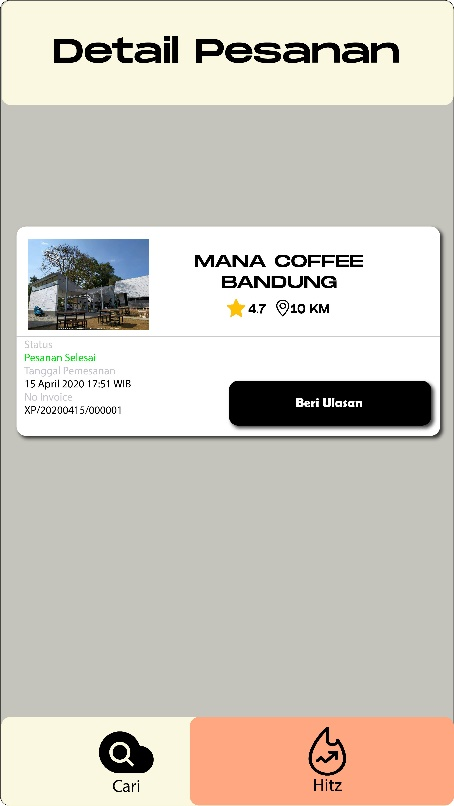 Detail Pesanan
MANA COFFEE
BANDUNG
4.7 10 KM
Status
Pesanan Selesai
Tanggal Pemesanan
15 April 2020 17:51 WIB
No Invoice
XP/20200415/000001
Beri Ulasan
Cari
Hitz